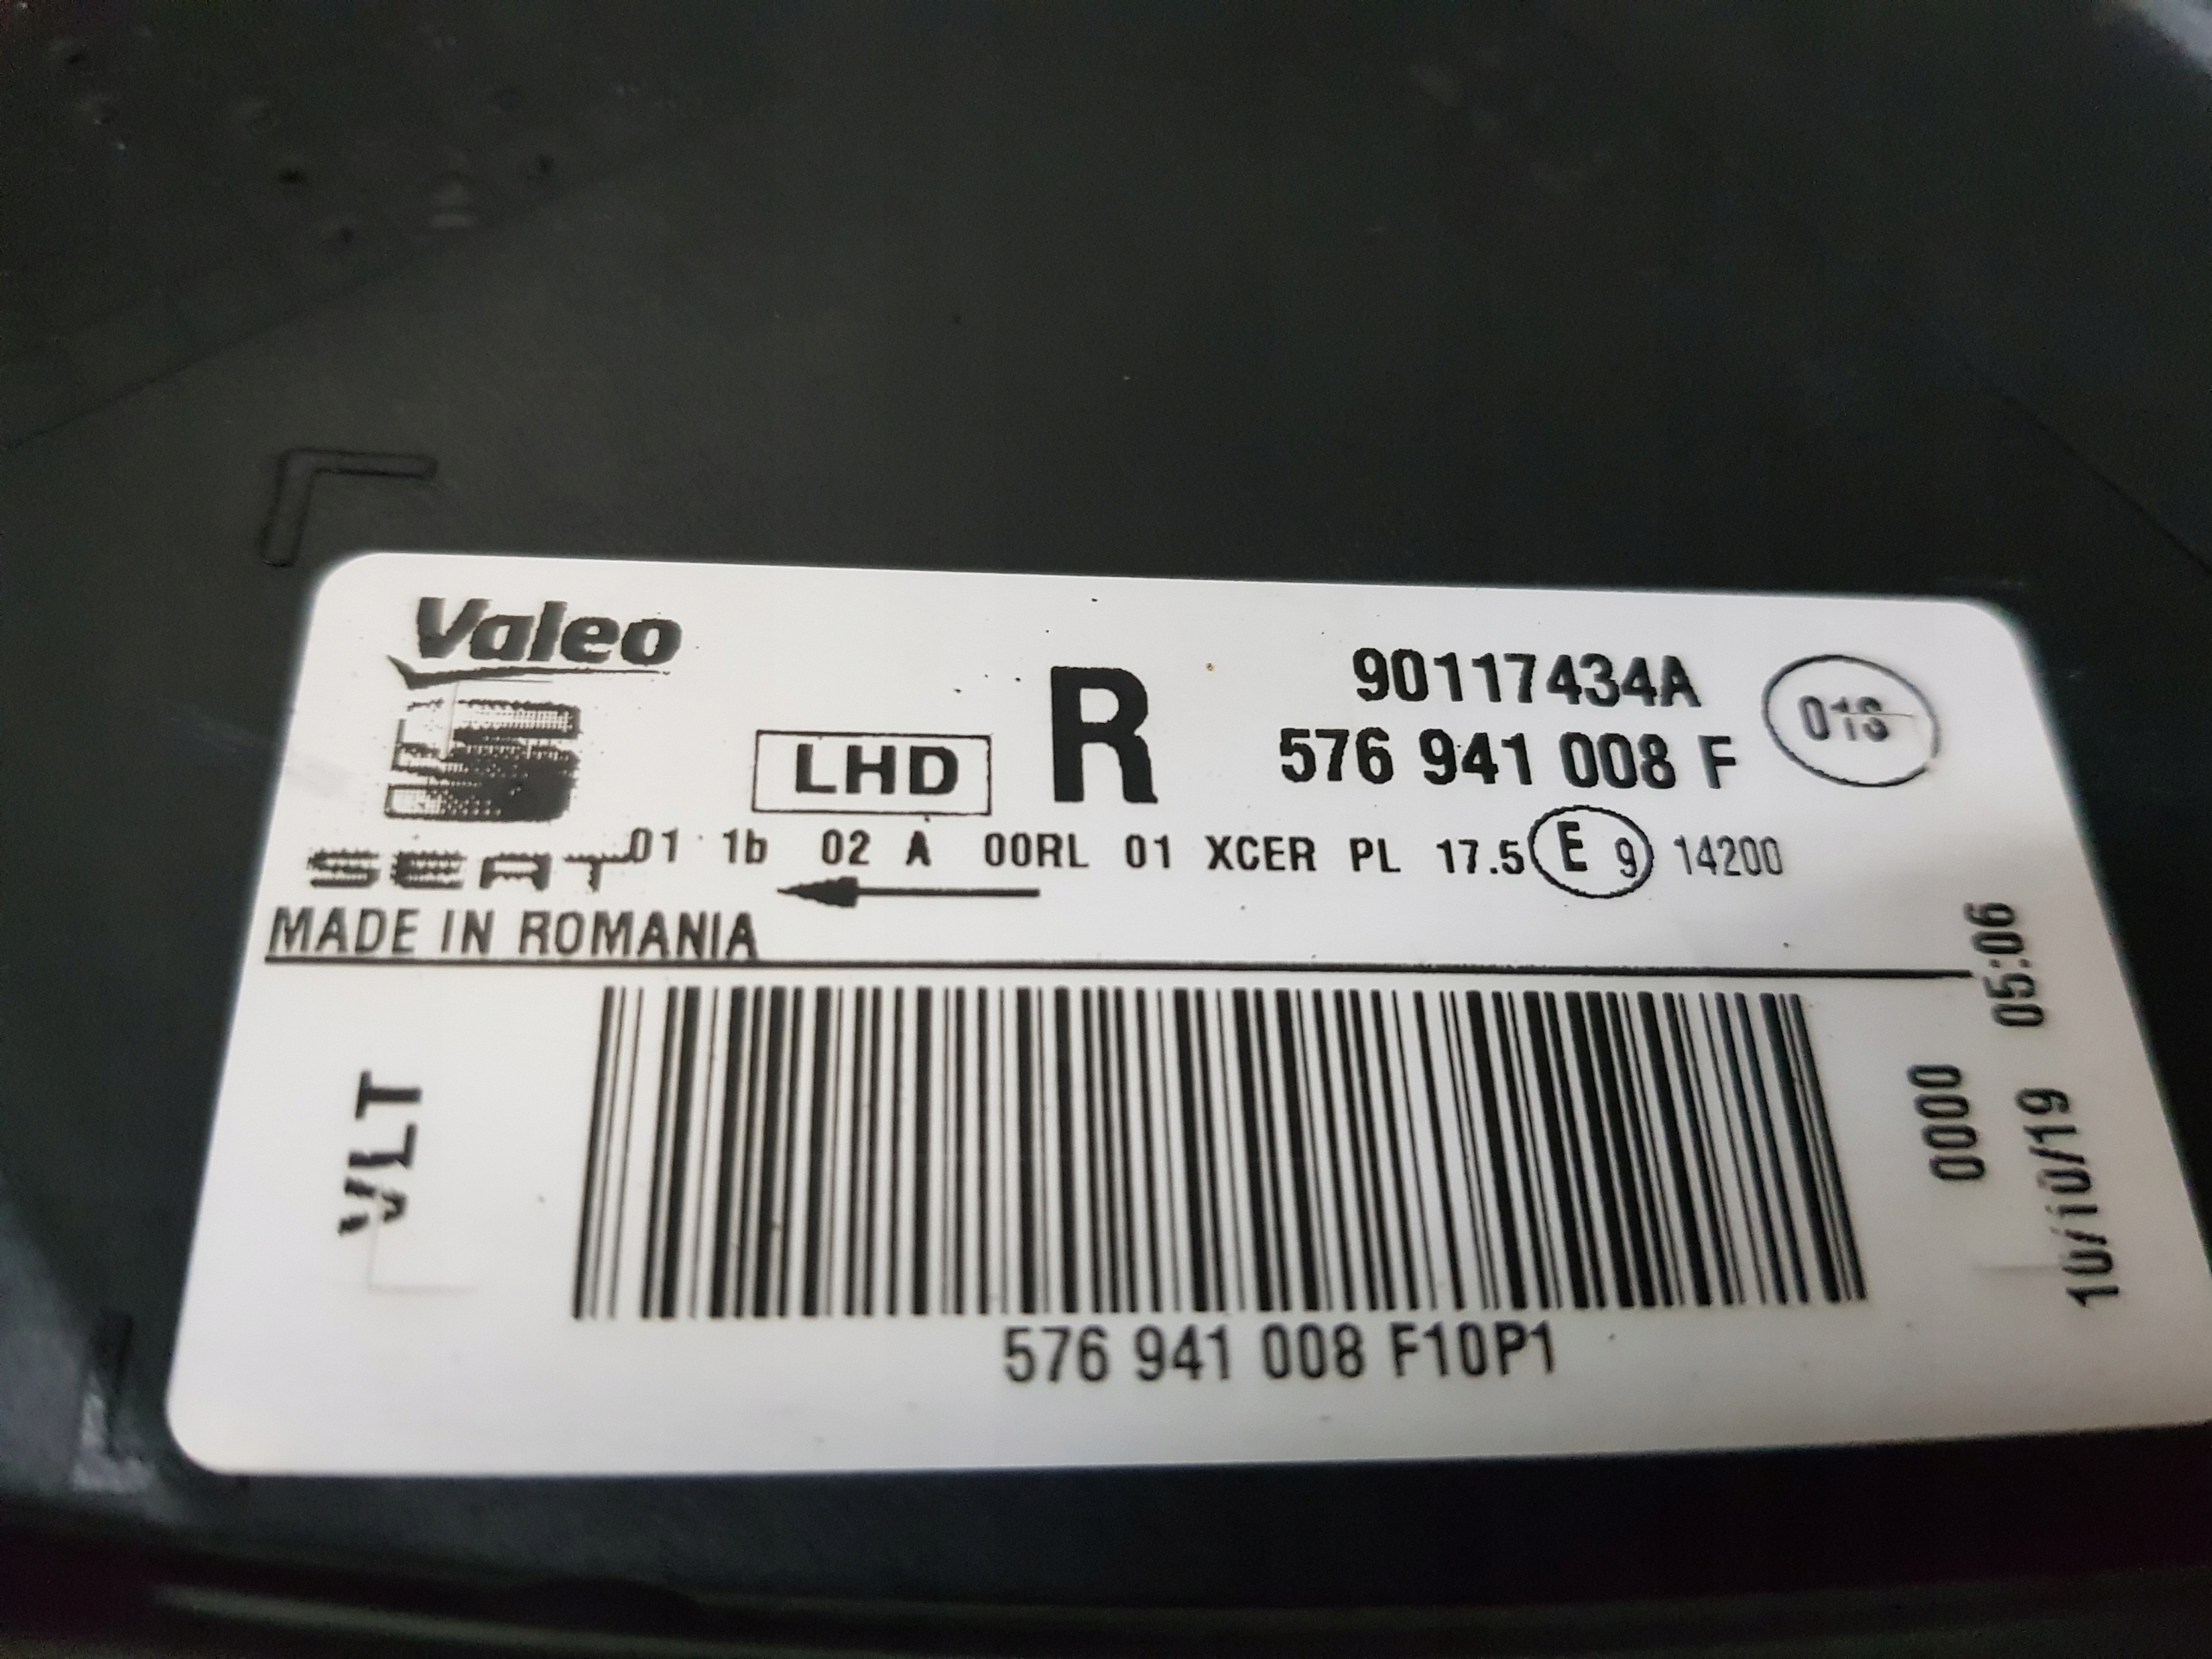 Valeo
SEAT
LHD
R
90117434A
576 941 008 F
01 1b 02 A 00RL 01 XCER PL 17.5 E 9 14200
MADE IN ROMANIA
VLT
0000
10/10/19 05:06
576 941 008 F10P1